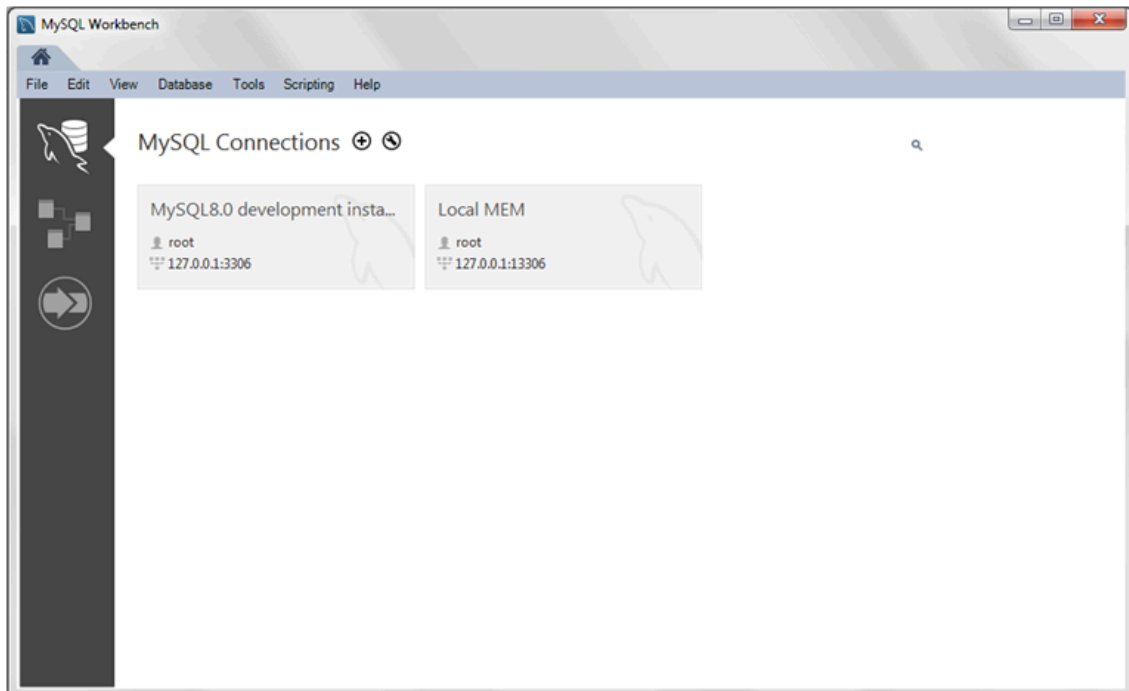 MySQL Workbench
File Edit View Database Tools Scripting Help
MySQL Connections
MySQL8.0 development insta...
root
127.0.0.1:3306
Local MEM
root
127.0.0.1:13306